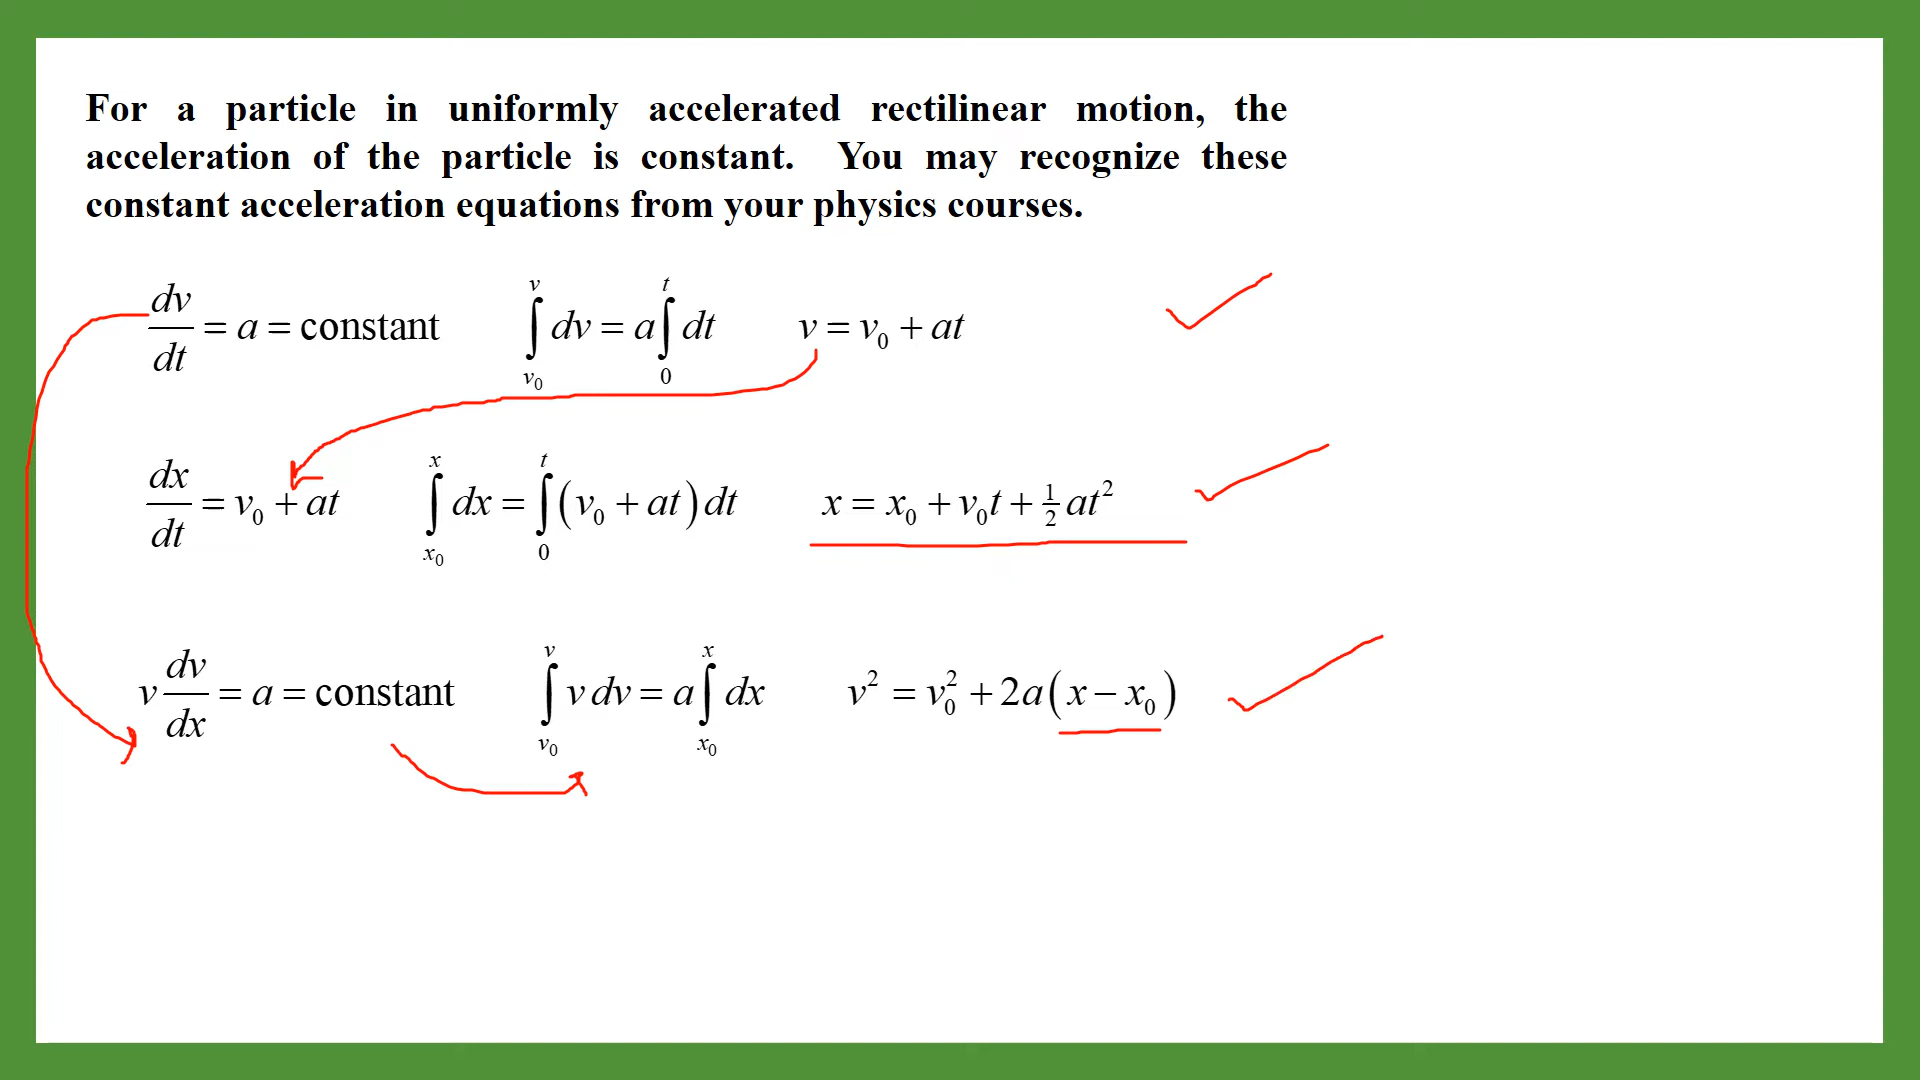 For a particle in uniformly accelerated rectilinear motion, the
acceleration of the particle is constant. You may recognize these
constant acceleration equations from your physics courses.
dv/dt = a = constant ∫_{v₀}^{v} dv = a ∫_{0}^{t} dt v = v₀ + at
dx/dt = v₀ + at ∫_{x₀}^{x} dx = ∫_{0}^{t} (v₀ + at) dt x = x₀ + v₀t + ½at²
v dv/dx = a = constant ∫_{v₀}^{v} v dv = a ∫_{x₀}^{x} dx v² = v₀² + 2a(x − x₀)